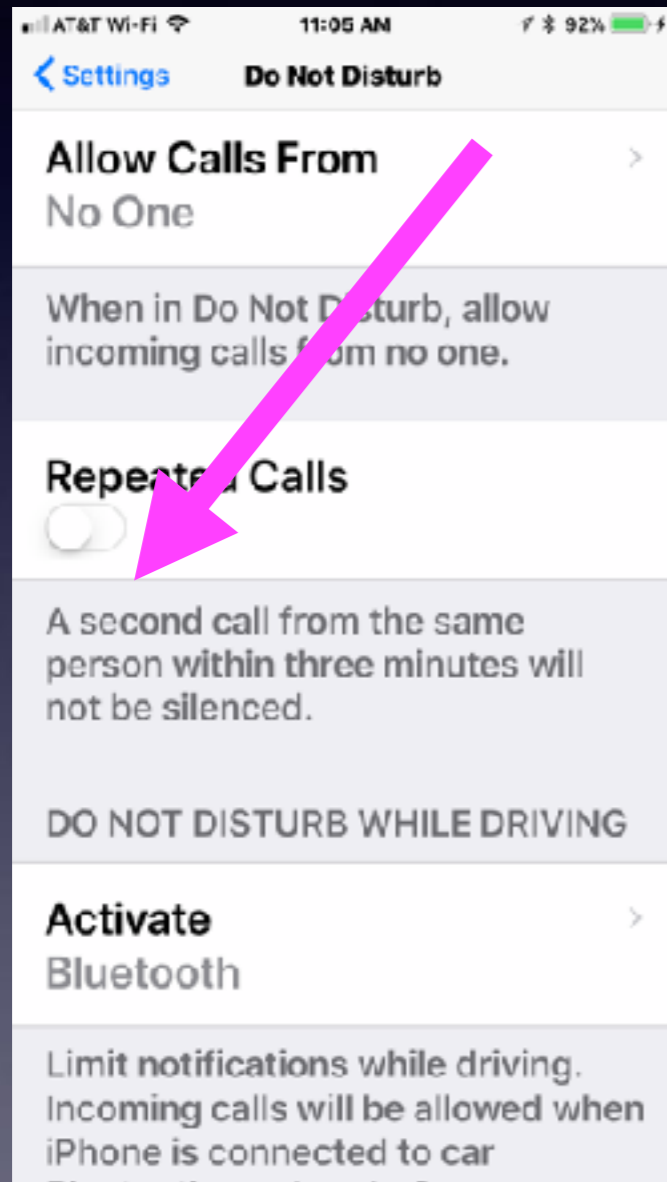 AT&T Wi-Fi 11:05 AM 92%
Settings Do Not Disturb
Allow Calls From
No One
When in Do Not Disturb, allow
incoming calls from no one.
Repeated Calls
A second call from the same
person within three minutes will
not be silenced.
DO NOT DISTURB WHILE DRIVING
Activate
Bluetooth
Limit notifications while driving.
Incoming calls will be allowed when
iPhone is connected to car